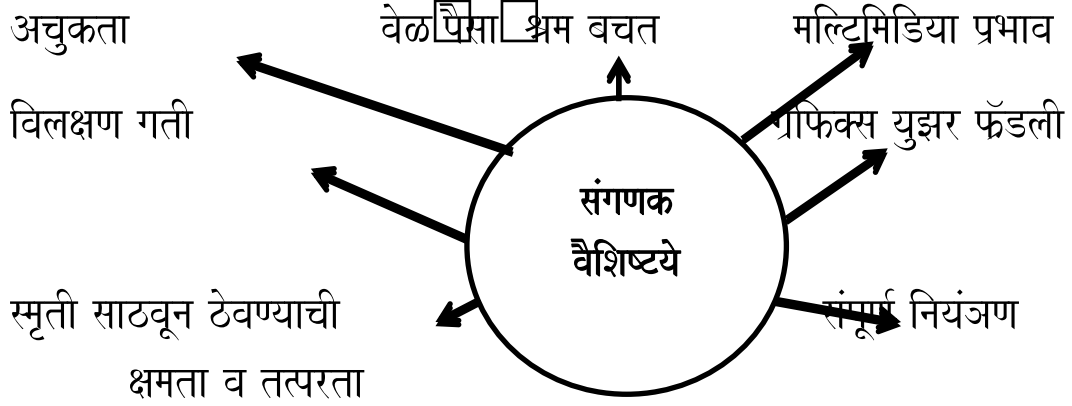 अचुकता वेळ पैसा श्रम बचत मल्टिमिडिया प्रभाव
विलक्षण गती ग्रफिक्स युझर फॅडली
संगणक
वैशिष्टये
स्मृती साठवून ठेवण्याची संपूर्ण नियंत्रण
क्षमता व तत्परता